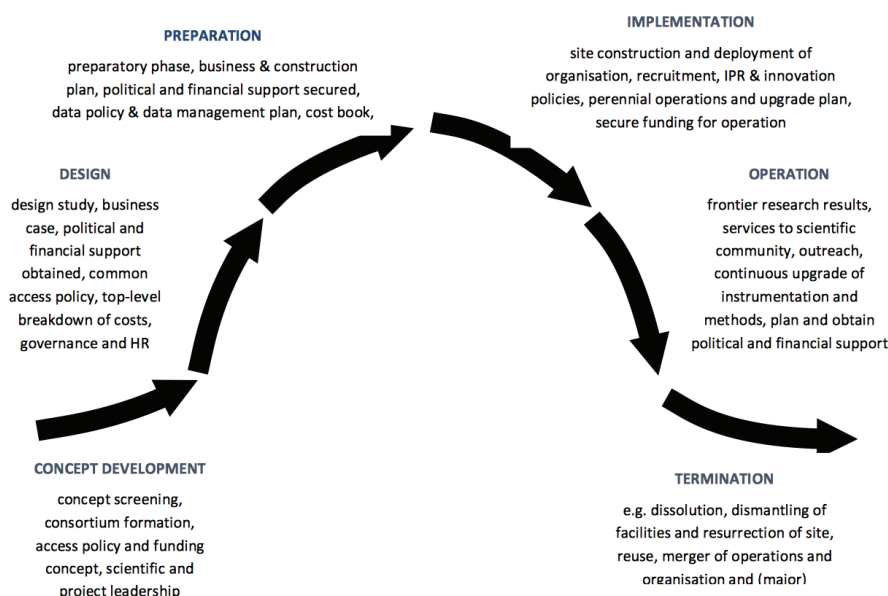 PREPARATION
preparatory phase, business & construction
plan, political and financial support secured,
data policy & data management plan, cost book,
IMPLEMENTATION
site construction and deployment of
organisation, recruitment, IPR & innovation
policies, perennial operations and upgrade plan,
secure funding for operation
DESIGN
design study, business
case, political and
financial support
obtained, common
access policy, top-level
breakdown of costs,
governance and HR
OPERATION
frontier research results,
services to scientific
community, outreach,
continuous upgrade of
instrumentation and
methods, plan and obtain
political and financial support
CONCEPT DEVELOPMENT
concept screening,
consortium formation,
access policy and funding
concept, scientific and
project leadership
TERMINATION
e.g. dissolution, dismantling of
facilities and resurrection of site,
reuse, merger of operations and
organisation and (major)